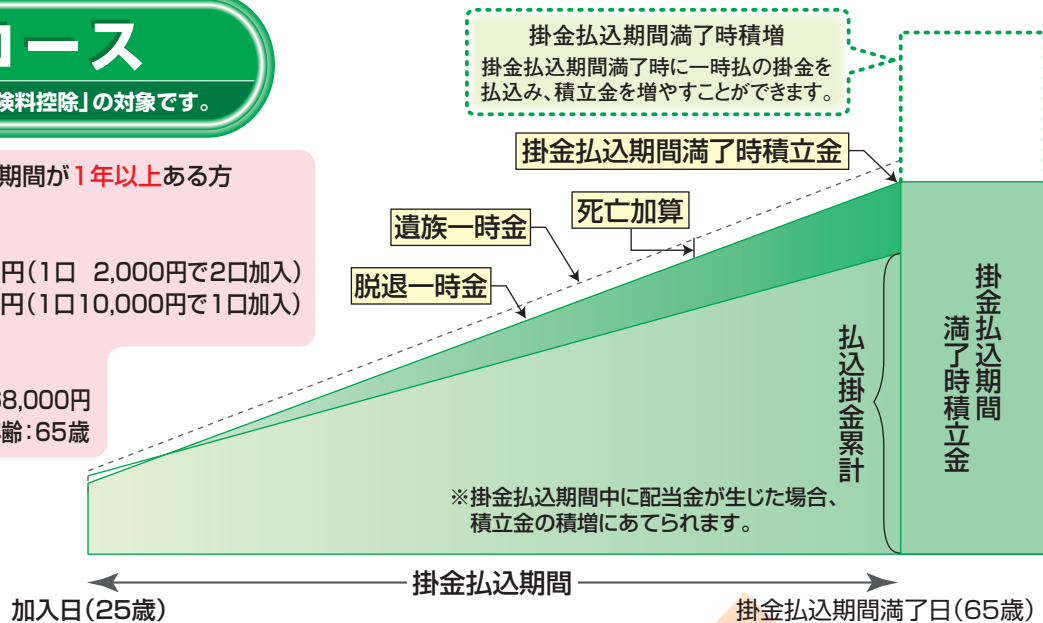 コース
険料控除」の対象です。
期間が1年以上ある方
円(1口 2,000円で2口加入)
円(1口10,000円で1口加入)
8,000円
齢:65歳
掛金払込期間満了時積増
掛金払込期間満了時に一時払の掛金を
払込み、積立金を増やすことができます。
掛金払込期間満了時積立金
死亡加算
遺族一時金
脱退一時金
払込掛金累計
掛金払込期間
満了時積立金
※掛金払込期間中に配当金が生じた場合、
積立金の積増にあてられます。
掛金払込期間
加入日(25歳)
掛金払込期間満了日(65歳)